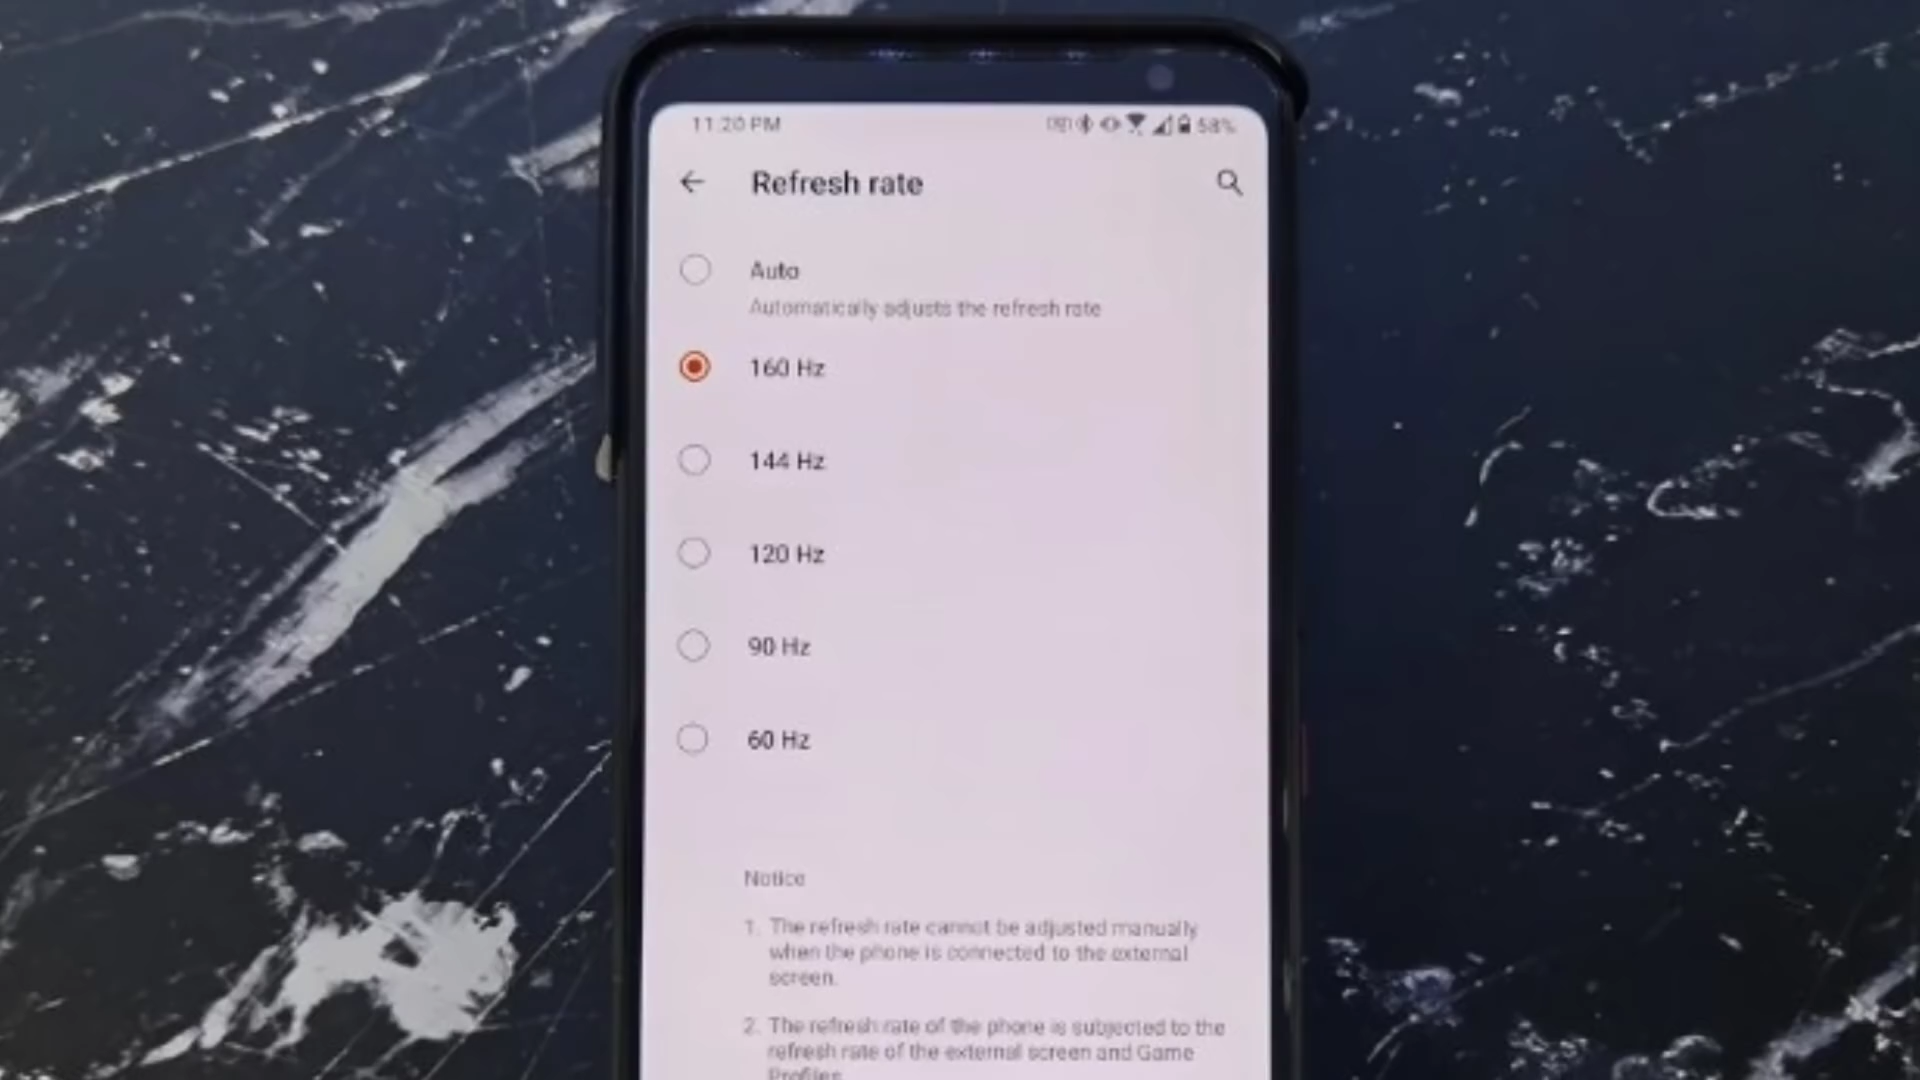 11:20 PM
58%
Refresh rate
Auto
Automatically adjusts the refresh rate
160 Hz
144 Hz
120 Hz
90 Hz
60 Hz
Notice
1. The refresh rate cannot be adjusted manually
when the phone is connected to the external
screen.
2. The refresh rate of the phone is subjected to the
refresh rate of the external screen and Game
Profiles